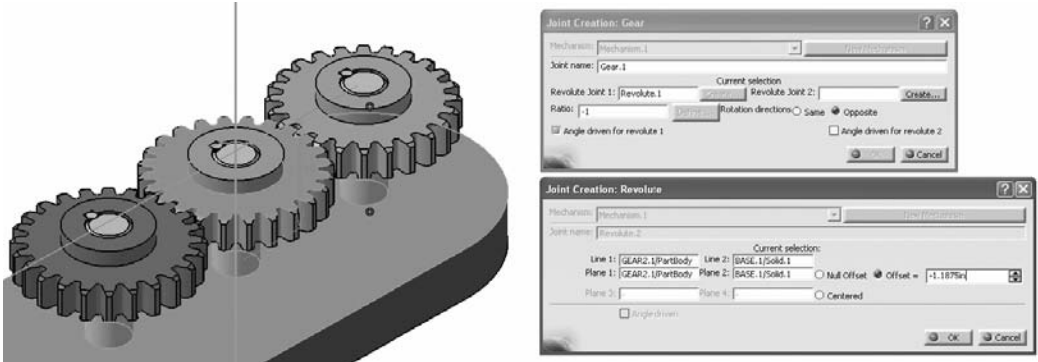 Joint Creation: Gear
Mechanism: Mechanism.1 New Mechanism
Joint name: Gear.1
Current selection
Revolute Joint 1: Revolute.1 Create... Revolute Joint 2: Create...
Ratio: -1 Rotation directions Same Opposite
Angle driven for revolute 1 Angle driven for revolute 2
OK Cancel
Joint Creation: Revolute
Mechanism: Mechanism.1 New Mechanism
Joint name: Revolute.2
Current selection:
Line 1: GEAR2.1/PartBody Line 2: BASE.1/Solid.1
Plane 1: GEAR2.1/PartBody Plane 2: BASE.1/Solid.1 Null Offset Offset = -1.1875in
Plane 3: - Plane 4: - Centered
Angle driven
OK Cancel